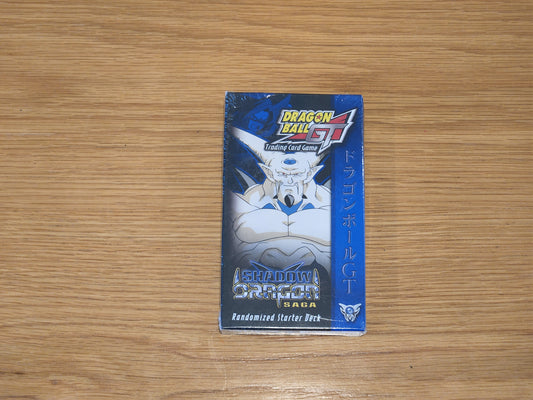 DRAGON
BALL GT
Trading Card Game
ドラゴンボールGT
SHADOW
DRAGON
SAGA
Randomized Starter Deck